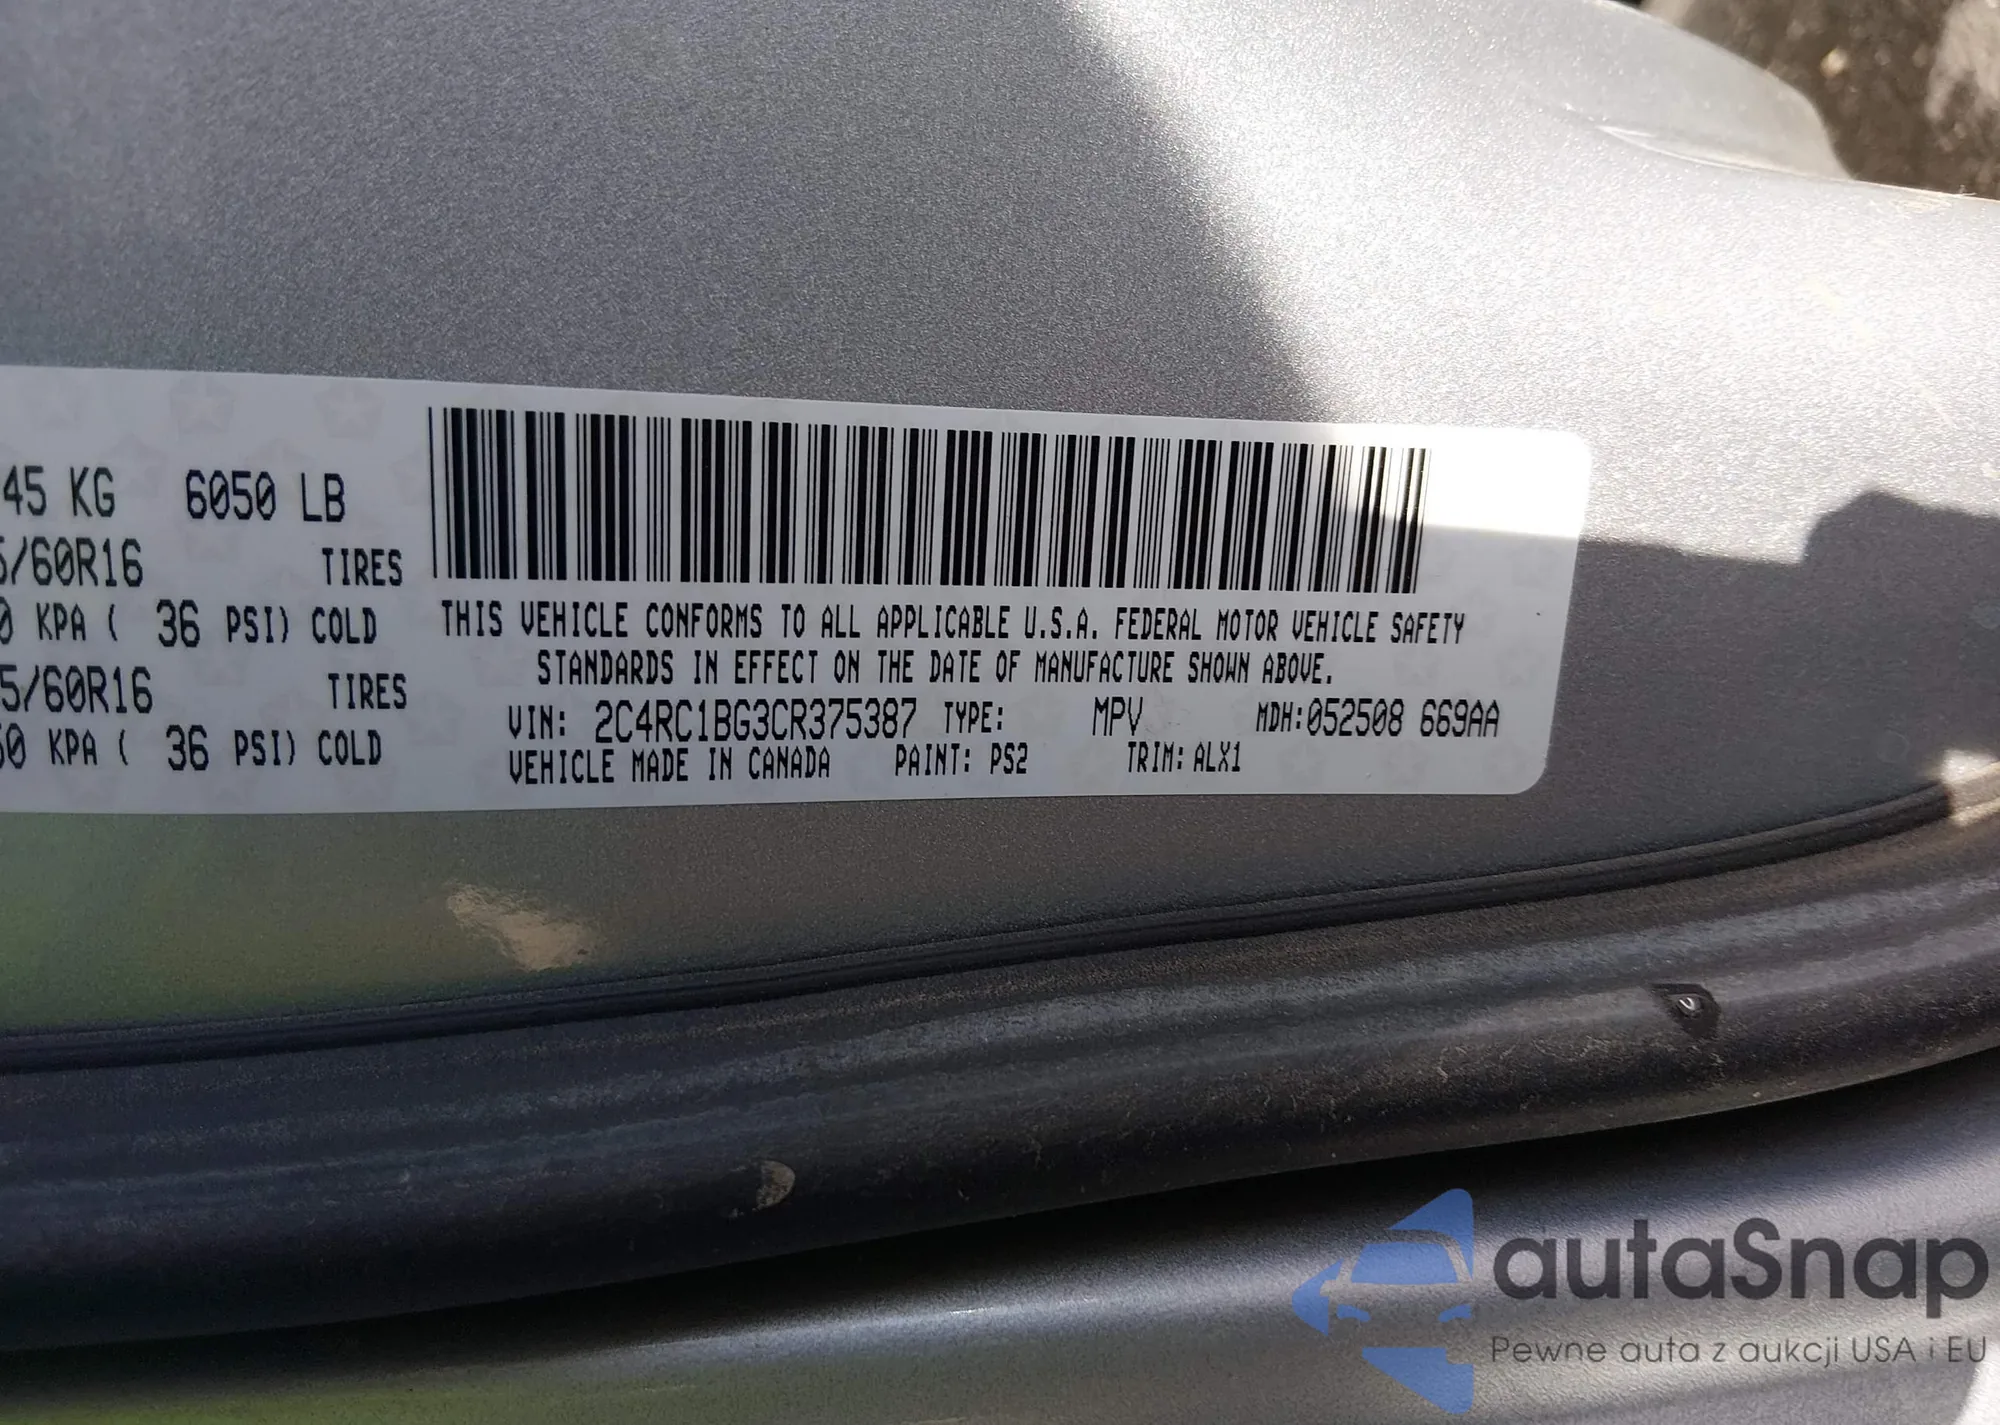 45 KG 6050 LB
5/60R16 TIRES
0 KPA ( 36 PSI) COLD
5/60R16 TIRES
50 KPA ( 36 PSI) COLD
THIS VEHICLE CONFORMS TO ALL APPLICABLE U.S.A. FEDERAL MOTOR VEHICLE SAFETY
STANDARDS IN EFFECT ON THE DATE OF MANUFACTURE SHOWN ABOVE.
VIN: 2C4RC1BG3CR375387 TYPE: MPV MDH:052508 669AA
VEHICLE MADE IN CANADA PAINT: PS2 TRIM: ALX1
autaSnap
Pewne auta z aukcji USA i EU